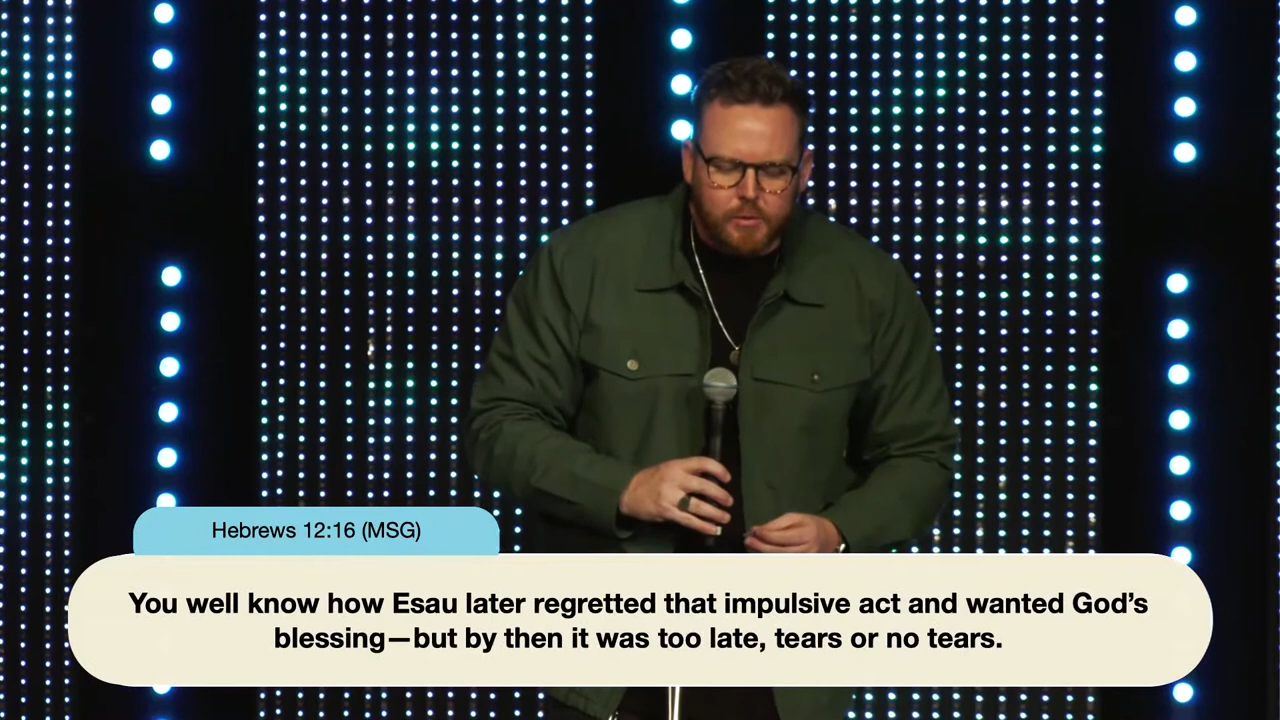 Hebrews 12:16 (MSG)
You well know how Esau later regretted that impulsive act and wanted God’s
blessing—but by then it was too late, tears or no tears.